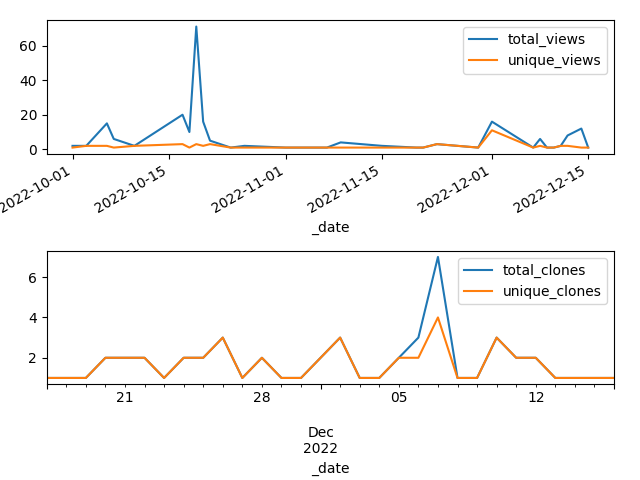 60
40
20
0
total_views
unique_views
2022-10-01
2022-10-15
2022-11-01
2022-11-15
2022-12-01
2022-12-15
_date
6
4
2
total_clones
unique_clones
21
28
05
12
Dec
2022
_date